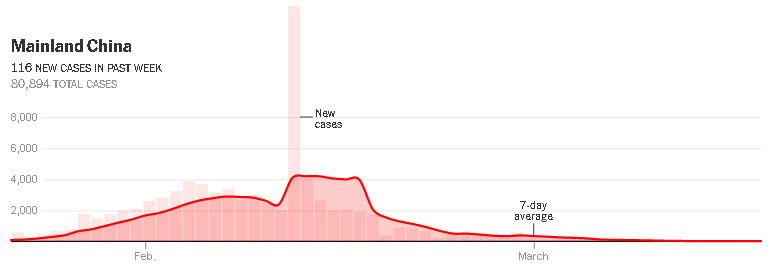 Mainland China
116 NEW CASES IN PAST WEEK
80,894 TOTAL CASES
8,000
New
cases
6,000
4,000
2,000
7-day
average
Feb.
March